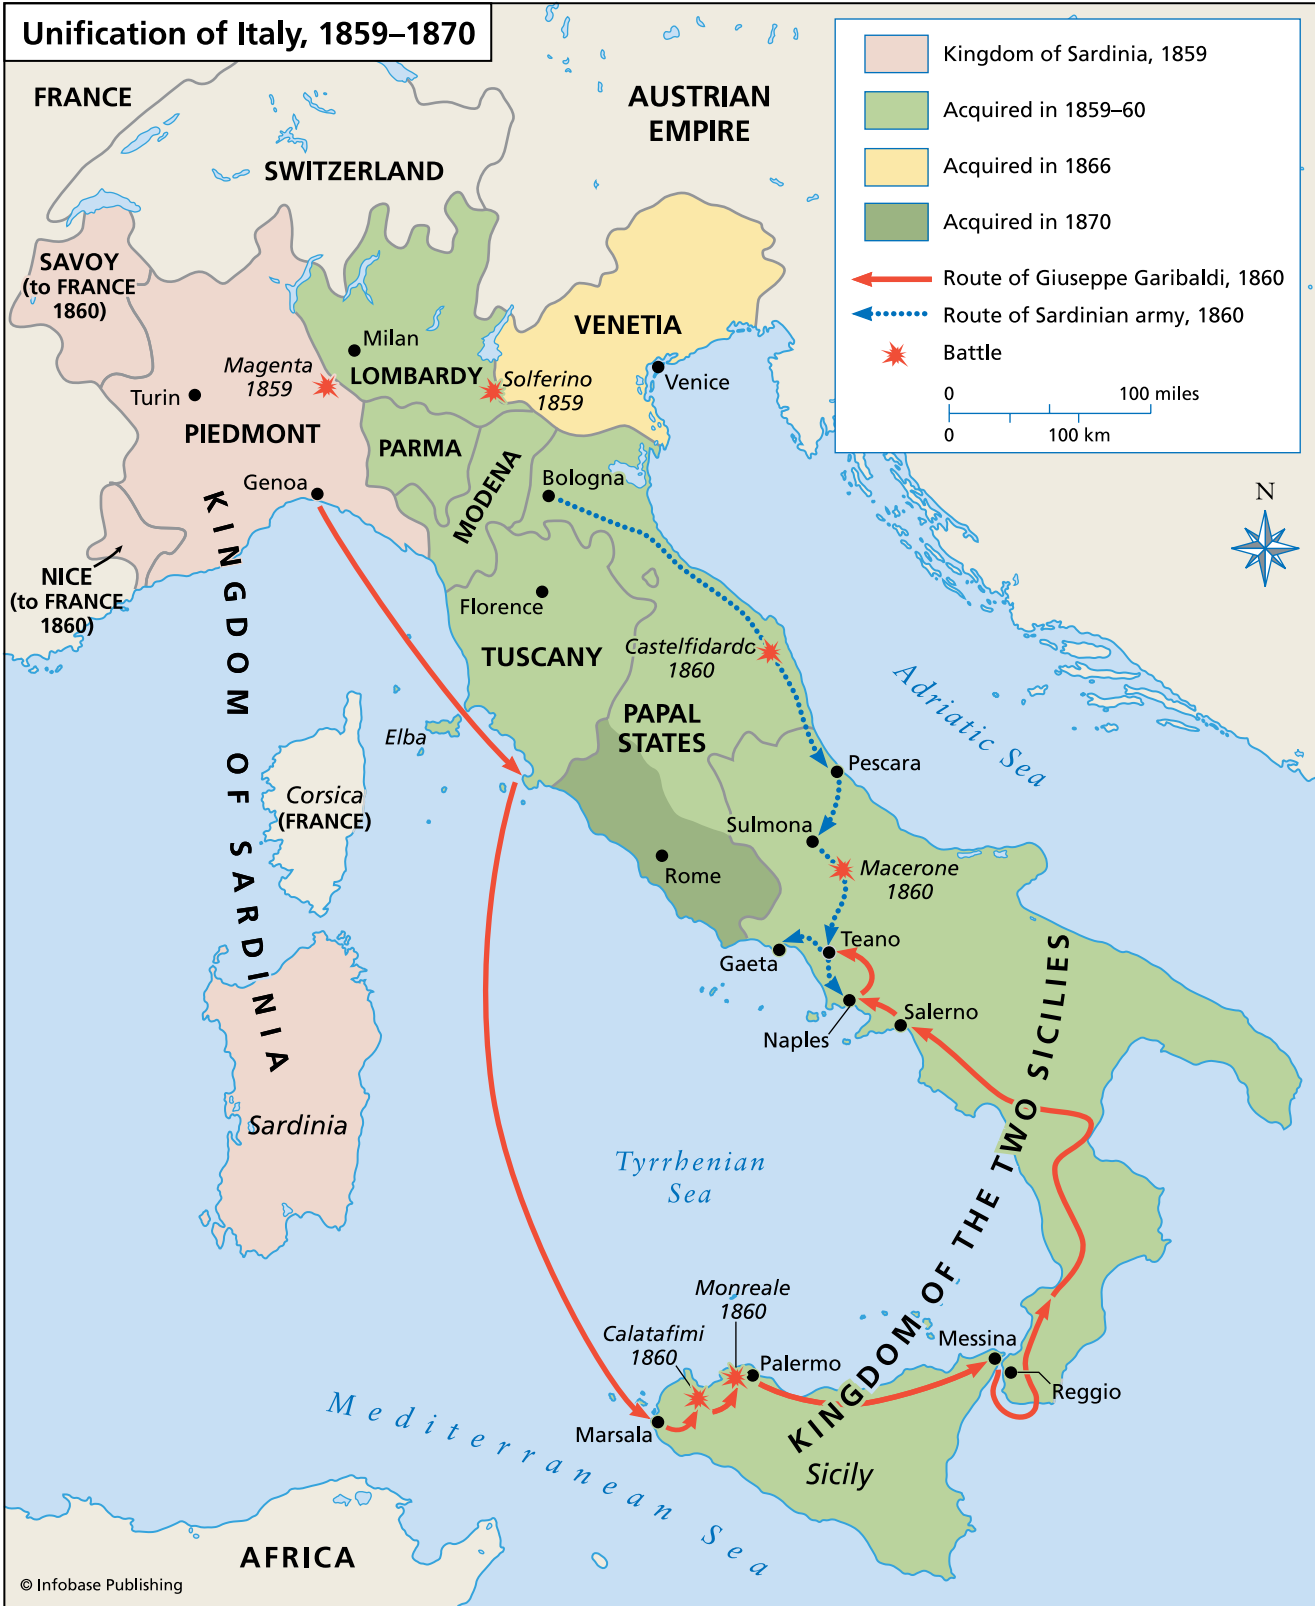 Unification of Italy, 1859–1870
Kingdom of Sardinia, 1859
Acquired in 1859–60
Acquired in 1866
Acquired in 1870
Route of Giuseppe Garibaldi, 1860
Route of Sardinian army, 1860
Battle
0 100 miles
0 100 km
N
FRANCE
AUSTRIAN
EMPIRE
SWITZERLAND
SAVOY
(to FRANCE
1860)
VENETIA
Milan
Magenta
1859
LOMBARDY
Solferino
1859
Venice
Turin
PIEDMONT
PARMA
MODENA
Genoa
Bologna
NICE
(to FRANCE
1860)
Florence
TUSCANY
Castelfidardo
1860
KINGDOM OF SARDINIA
Adriatic Sea
PAPAL
STATES
Elba
Corsica
(FRANCE)
Pescara
Sulmona
Rome
Macerone
1860
Teano
Gaeta
Salerno
Naples
Sardinia
KINGDOM OF THE TWO SICILIES
Tyrrhenian
Sea
Monreale
1860
Calatafimi
1860
Palermo
Messina
Reggio
Marsala
Sicily
Mediterranean Sea
AFRICA
© Infobase Publishing